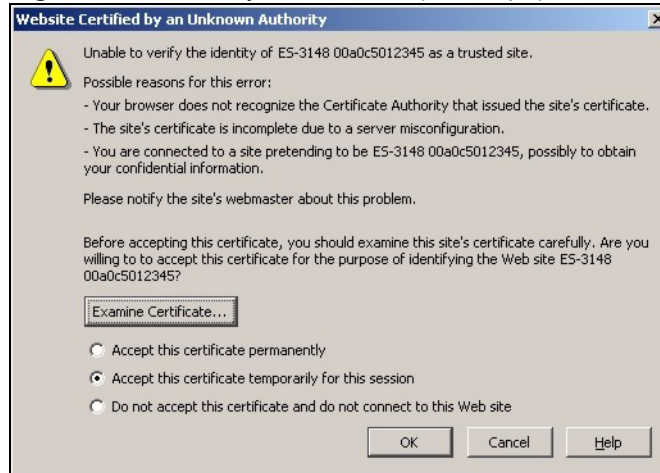 Website Certified by an Unknown Authority
Unable to verify the identity of ES-3148 00a0c5012345 as a trusted site.
Possible reasons for this error:
- Your browser does not recognize the Certificate Authority that issued the site's certificate.
- The site's certificate is incomplete due to a server misconfiguration.
- You are connected to a site pretending to be ES-3148 00a0c5012345, possibly to obtain
your confidential information.
Please notify the site's webmaster about this problem.
Before accepting this certificate, you should examine this site's certificate carefully. Are you
willing to to accept this certificate for the purpose of identifying the Web site ES-3148
00a0c5012345?
Examine Certificate...
Accept this certificate permanently
Accept this certificate temporarily for this session
Do not accept this certificate and do not connect to this Web site
OK Cancel Help